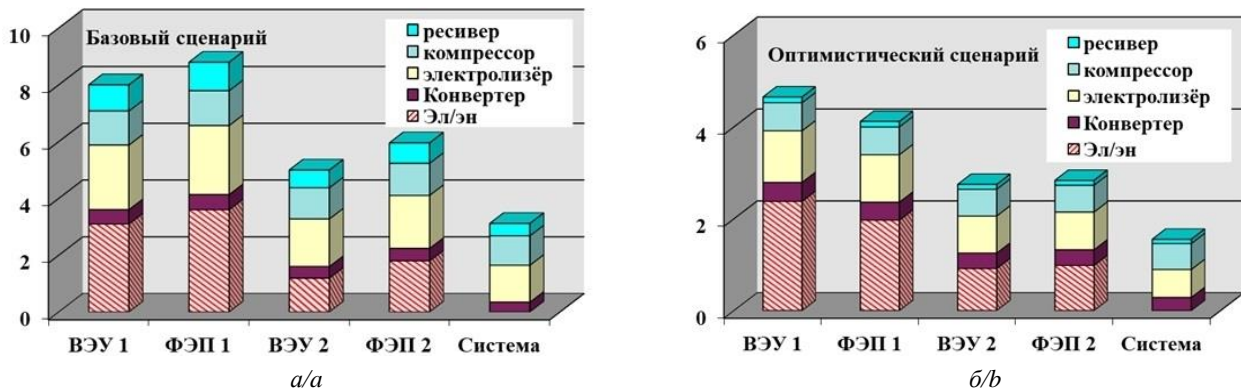 Базовый сценарий
ресивер
компрессор
электролизёр
Конвертер
Эл/эн
10
8
6
4
2
0
ВЭУ 1 ФЭП 1 ВЭУ 2 ФЭП 2 Система
а/a
Оптимистический сценарий
ресивер
компрессор
электролизёр
Конвертер
Эл/эн
6
4
2
0
ВЭУ 1 ФЭП 1 ВЭУ 2 ФЭП 2 Система
б/b